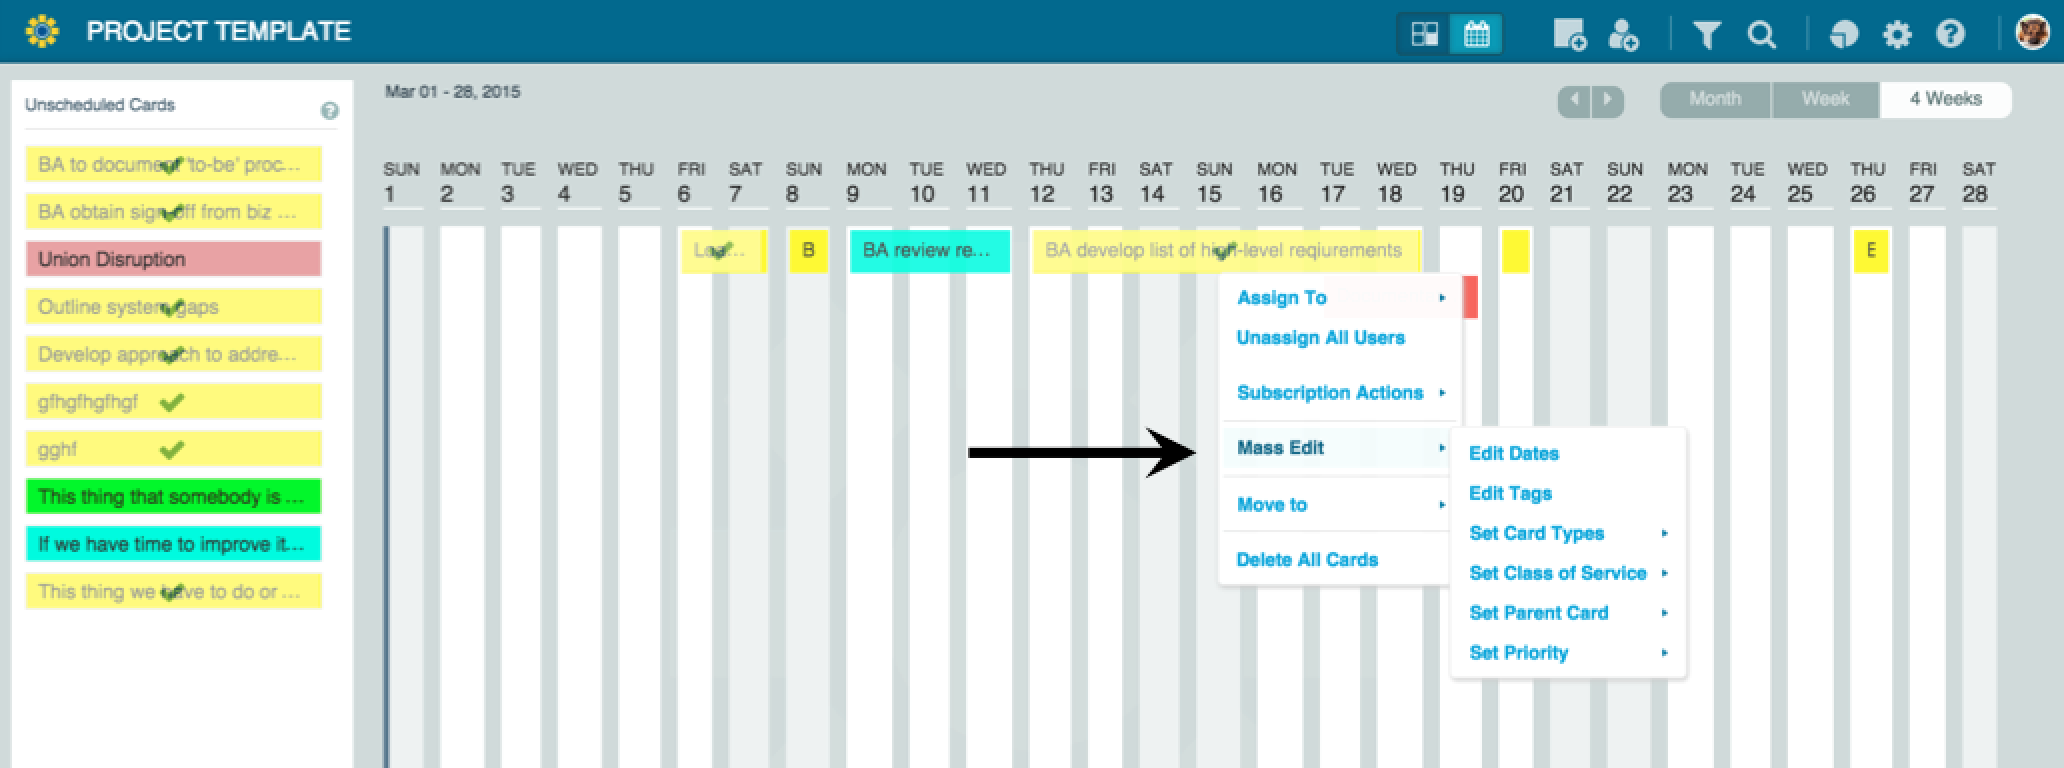 PROJECT TEMPLATE
Unscheduled Cards
?
Mar 01 - 28, 2015
Month Week 4 Weeks
SUN MON TUE WED THU FRI SAT SUN MON TUE WED THU FRI SAT SUN MON TUE WED THU FRI SAT SUN MON TUE WED THU FRI SAT
1 2 3 4 5 6 7 8 9 10 11 12 13 14 15 16 17 18 19 20 21 22 23 24 25 26 27 28
BA to document 'to-be' proc...
BA obtain sign-off from biz ...
Union Disruption
Outline system gaps
Develop approach to addre...
gfhgfhgfhgf
gghf
This thing that somebody is ...
If we have time to improve it...
This thing we have to do or ...
B
BA review re...
BA develop list of high-level reqiurements
E
Assign To
Unassign All Users
Subscription Actions
Mass Edit
Move to
Delete All Cards
Edit Dates
Edit Tags
Set Card Types
Set Class of Service
Set Parent Card
Set Priority